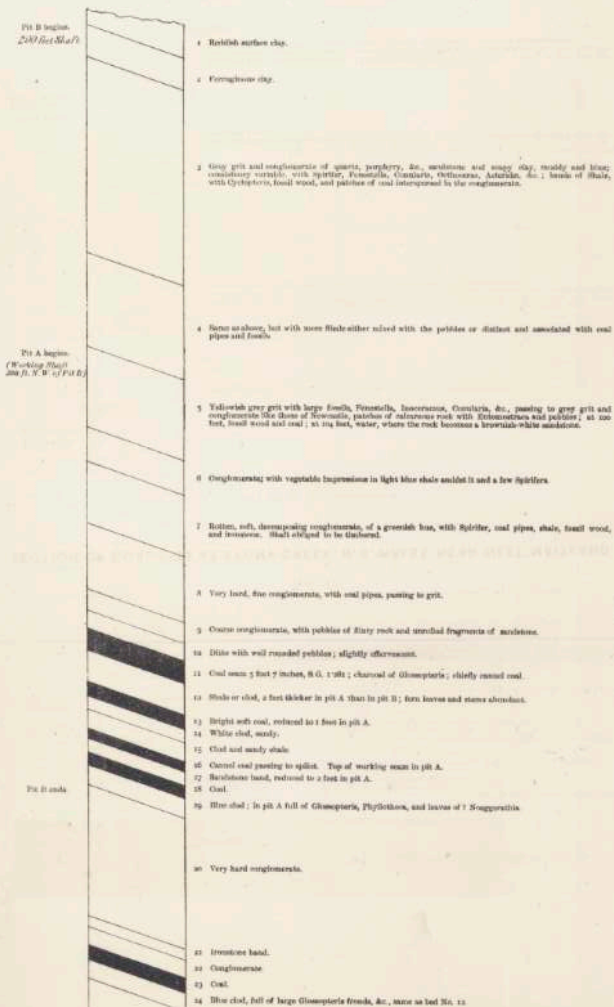 Pit B begins.
200 feet Shaft
1 Reddish surface clay.
2 Ferruginous clay.
3 Grey grit and conglomerate of quartz, porphyry, &c., sandstone and soapy clay, muddy and blue;
consistency variable, with Spirifer, Fenestella, Conularia, Orthoceras, Asteridæ, &c.; bands of Shale,
with Cyclopteris, fossil wood, and patches of coal interspersed in the conglomerate.
4 Same as above, but with more Shale either mixed with the pebbles or distinct and associated with coal
pipes and fossils
Pit A begins.
(Working Shaft
N.W. of Pit B)
5 Yellowish grey grit with large fossils, Fenestella, Inoceramus, Conularia, &c., passing to grey grit and
conglomerate like those of Newcastle, patches of calcareous rock with Entomostraca and pebbles; at
feet, fossil wood and coal; at feet, water, where the rock becomes a brownish-white sandstone.
6 Conglomerate; with vegetable impressions in light blue shale amidst it and a few Spirifers.
7 Rotten, soft, decomposing conglomerate, of a greenish hue, with Spirifer, coal pipes, shale, fossil wood,
and ironstone. Shaft obliged to be timbered.
8 Very hard, fine conglomerate, with coal pipes, passing to grit.
9 Coarse conglomerate, with pebbles of flinty rock and unrolled fragments of sandstone.
10 Ditto with well rounded pebbles; slightly effervescent.
11 Coal seam 5 feet 7 inches, S.G. ; charcoal of Glossopteris; chiefly cannel coal.
12 Shale or clod, 2 feet thicker in pit A than in pit B; fern leaves and stems abundant.
13 Bright soft coal, reduced to 1 foot in pit A.
14 White clod, sandy.
15 Clod and sandy shale
16 Cannel coal passing to splint. Top of working seam in pit A.
17 Sandstone band, reduced to 2 feet in pit A.
18 Coal.
Pit B ends
19 Blue clod; in pit A full of Glossopteris, Phyllotheca, and leaves of ? Noeggerathia
20 Very hard conglomerate.
21 Ironstone band.
22 Conglomerate
23 Coal.
24 Blue clod, full of large Glossopteris fronds, &c., same as bed No. 12